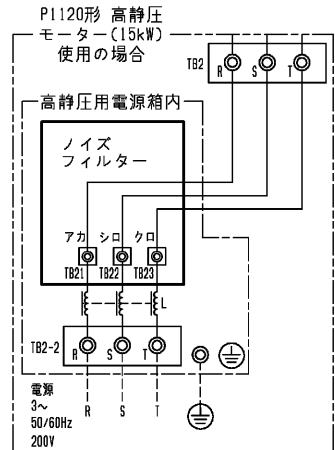 P1120形 高静圧
モーター(15kW)
使用の場合
TB2
R S T
高静圧用電源箱内
ノイズ
フィルター
アカ シロ クロ
TB21 TB22 TB23
L
TB2-2
R S T
電源
3〜
50/60Hz
200V
R S T